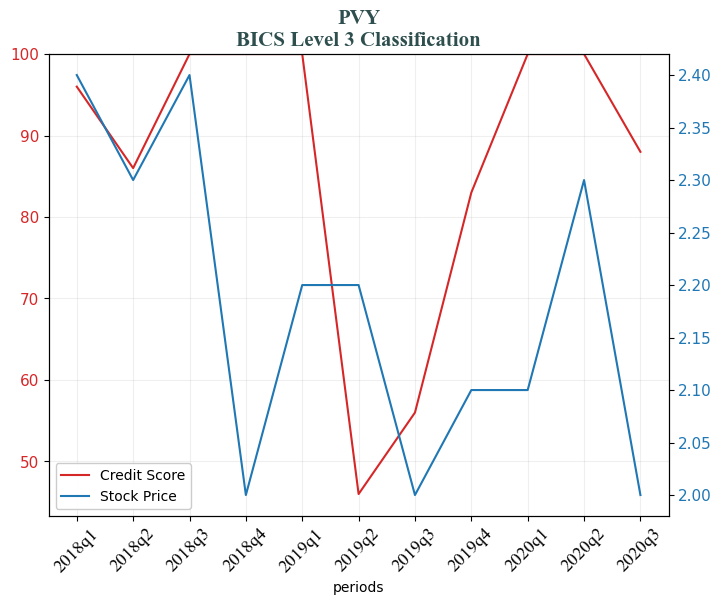 PVY
BICS Level 3 Classification
100
90
80
70
60
50
2.40
2.35
2.30
2.25
2.20
2.15
2.10
2.05
2.00
Credit Score
Stock Price
2018q1
2018q2
2018q3
2018q4
2019q1
2019q2
2019q3
2019q4
2020q1
2020q2
2020q3
periods